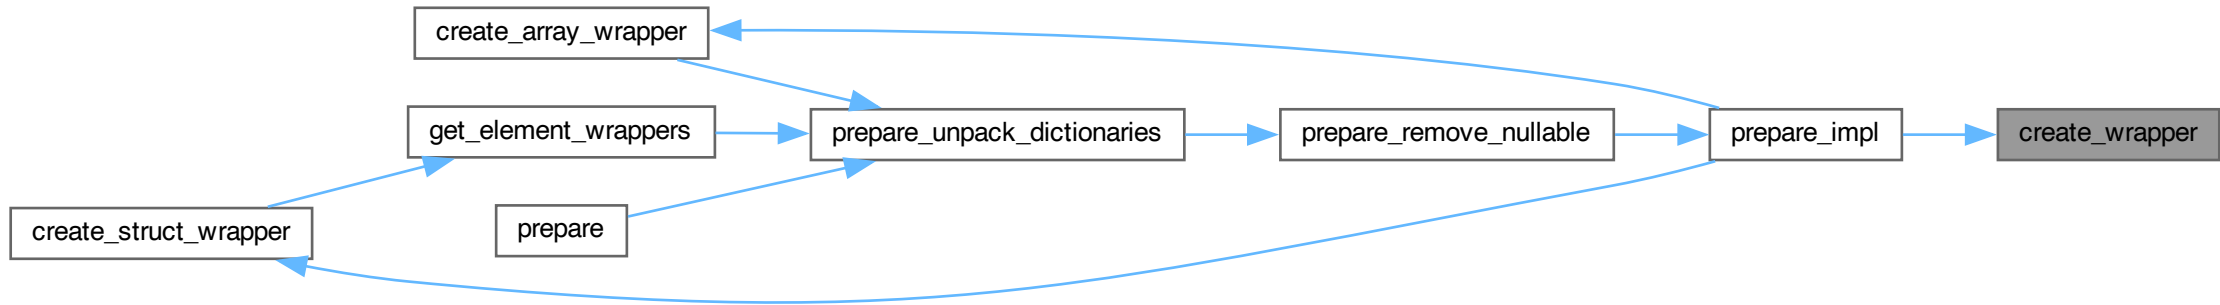 create_array_wrapper
get_element_wrappers
prepare_unpack_dictionaries
prepare_remove_nullable
prepare_impl
create_wrapper
create_struct_wrapper
prepare